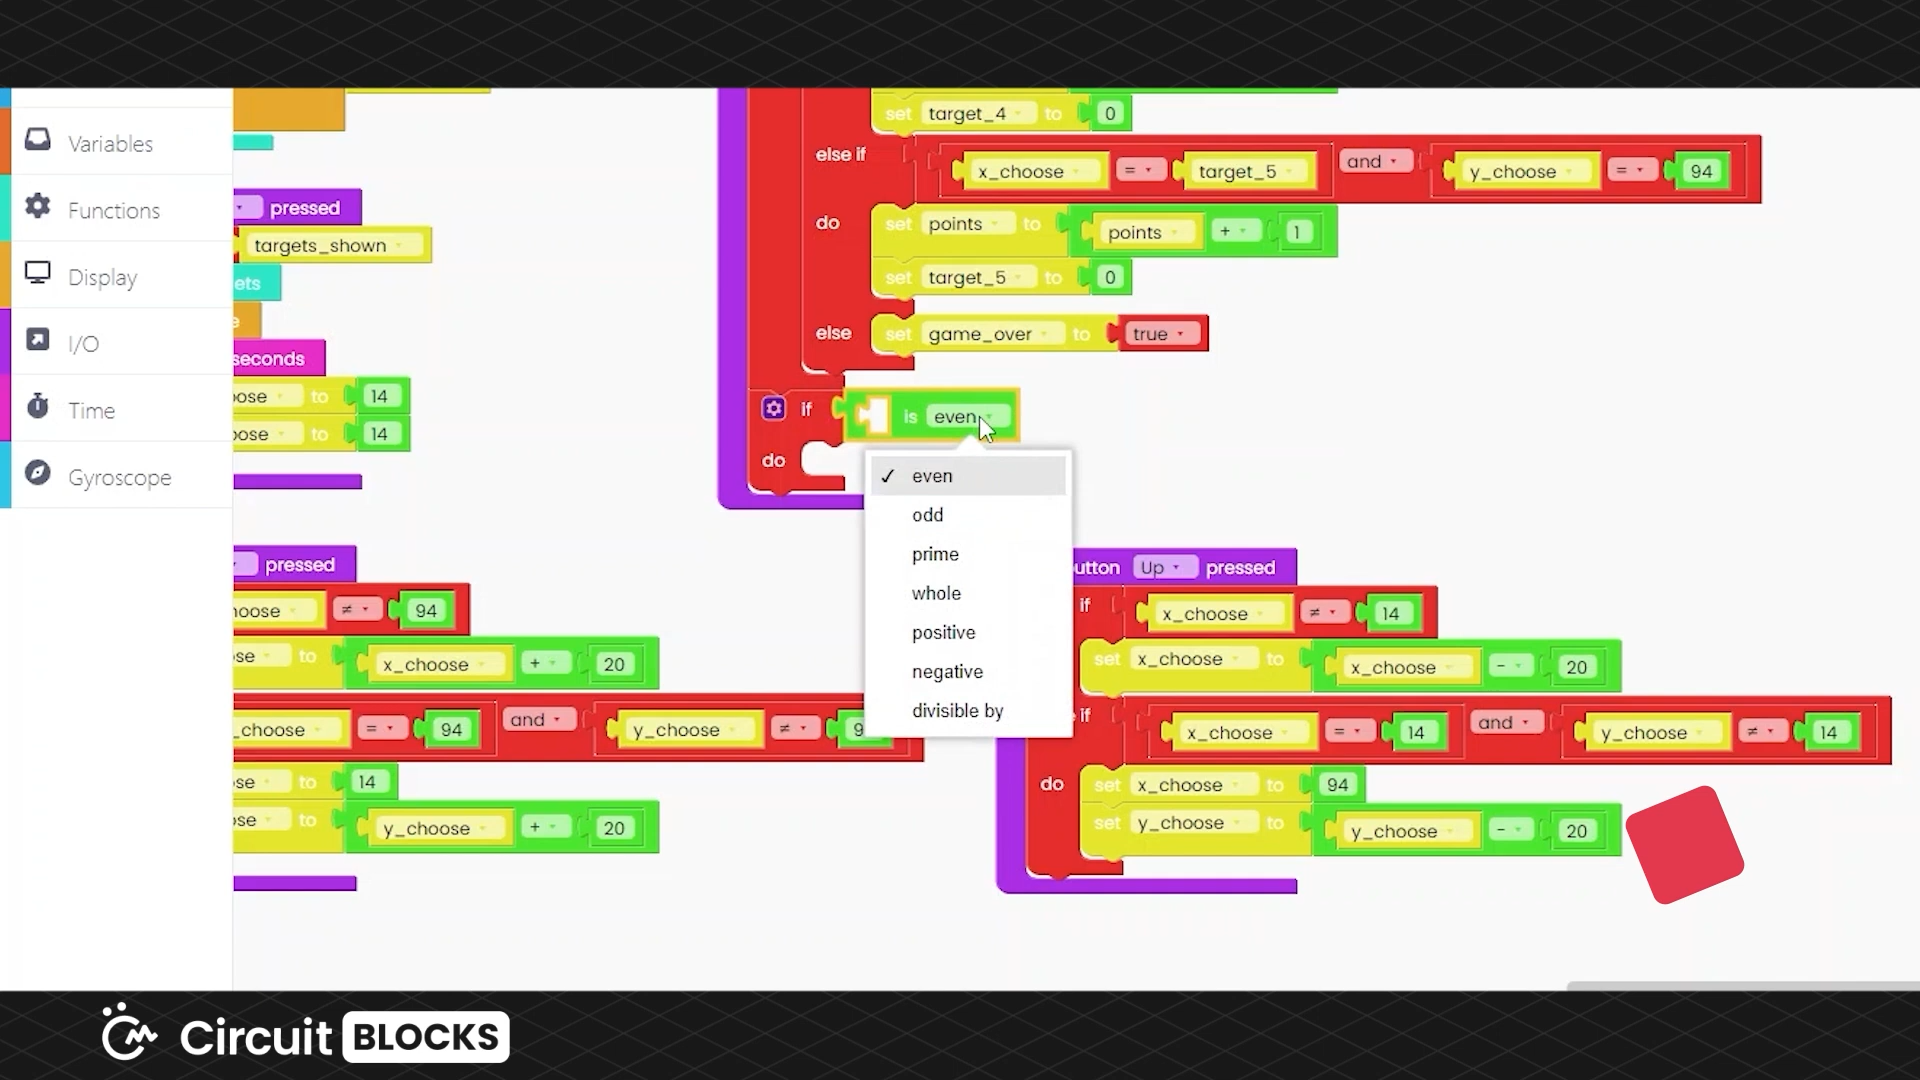 Variables
Functions
Display
I/O
Time
Gyroscope
pressed
targets_shown
ets
e
seconds
ose to 14
oose to 14
set target_4 to 0
else if x_choose = target_5 and y_choose = 94
do set points to points + 1
set target_5 to 0
else set game_over to true
if is even
do
✓ even
odd
prime
whole
positive
negative
divisible by
pressed
hoose ≠ 94
se to x_choose + 20
_choose = 94 and y_choose ≠ 9
se to 14
ose to y_choose + 20
utton Up pressed
if x_choose ≠ 14
set x_choose to x_choose - 20
e if x_choose = 14 and y_choose ≠ 14
do set x_choose to 94
set y_choose to y_choose - 20
Circuit BLOCKS